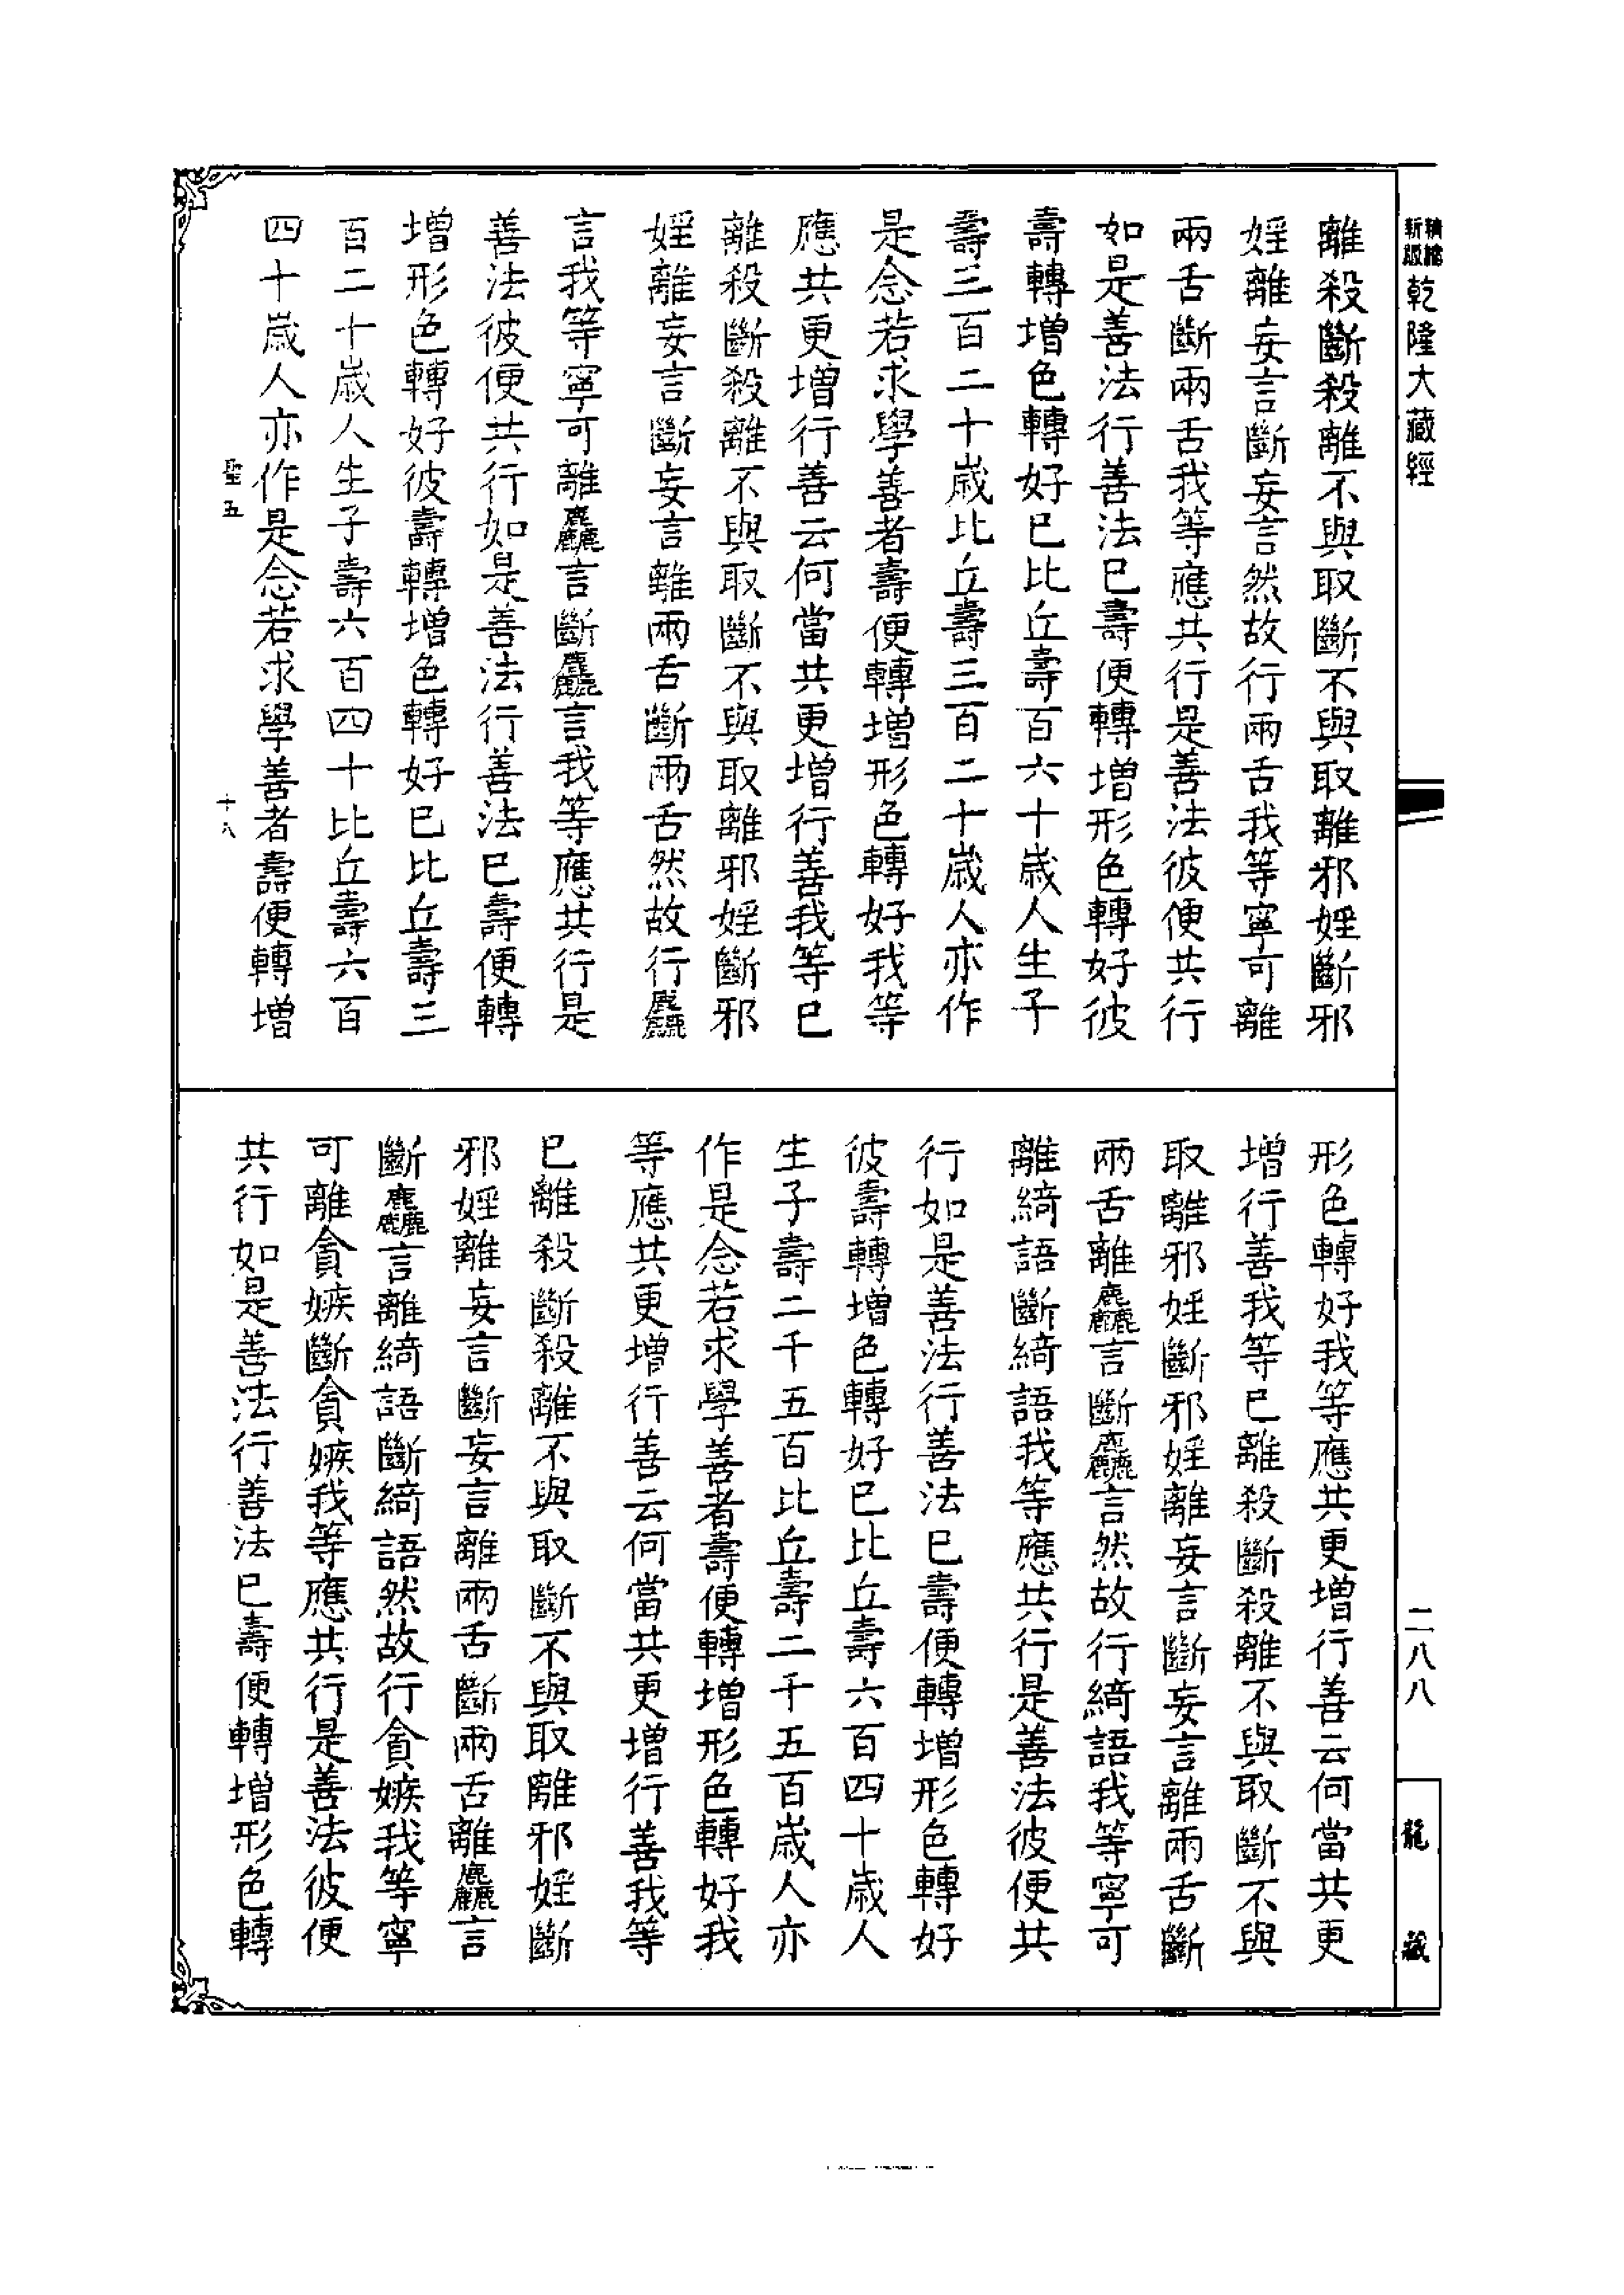 精縮
新版
乾隆大藏經
離殺斷殺離不與取斷不與取離邪婬斷邪
婬離妄言斷妄言然故行兩舌我等寧可離
兩舌斷兩舌我等應共行是善法彼便共行
如是善法行善法已壽便轉增形色轉好彼
壽轉增色轉好已比丘壽百六十歲人生子
壽三百二十歲比丘壽三百二十歲人亦作
是念若求學善者壽便轉增形色轉好我等
應共更增行善云何當共更增行善我等已
離殺斷殺離不與取斷不與取離邪婬斷邪
婬離妄言斷妄言離兩舌斷兩舌然故行麤
言我等寧可離麤言斷麤言我等應共行是
善法彼便共行如是善法行善法已壽便轉
增形色轉好彼壽轉增色轉好已比丘壽三
百二十歲人生子壽六百四十比丘壽六百
四十歲人亦作是念若求學善者壽便轉增
聖五
十八
形色轉好我等應共更增行善云何當共更
增行善我等已離殺斷殺離不與取斷不與
取離邪婬斷邪婬離妄言斷妄言離兩舌斷
兩舌離麤言斷麤言然故行綺語我等寧可
離綺語斷綺語我等應共行是善法彼便共
行如是善法行善法已壽便轉增形色轉好
彼壽轉增色轉好已比丘壽六百四十歲人
生子壽二千五百比丘壽二千五百歲人亦
作是念若求學善者壽便轉增形色轉好我
等應共更增行善云何當共更增行善我等
已離殺斷殺離不與取斷不與取離邪婬斷
邪婬離妄言斷妄言離兩舌斷兩舌離麤言
斷麤言離綺語斷綺語然故行貪嫉我等寧
可離貪嫉斷貪嫉我等應共行是善法彼便
共行如是善法行善法已壽便轉增形色轉
二八八
龍藏